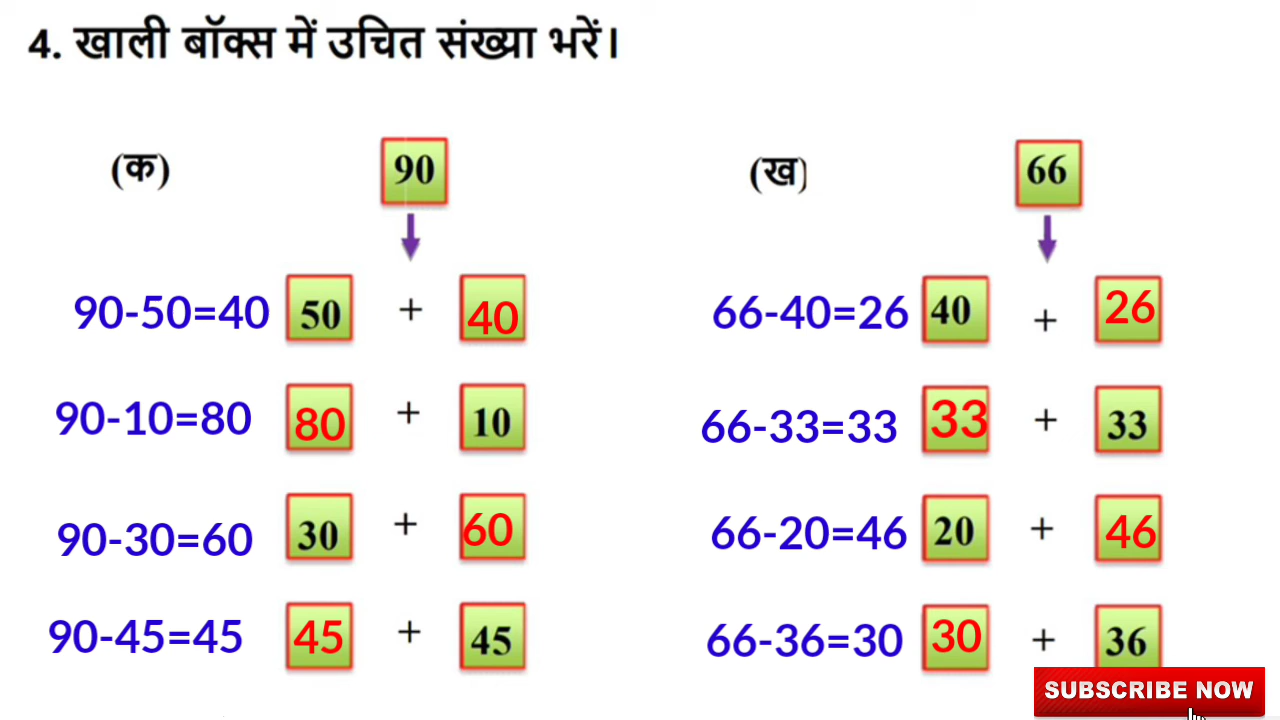 4. खाली बॉक्स में उचित संख्या भरें।
(क) 90
90-50=40 50 + 40
90-10=80 80 + 10
90-30=60 30 + 60
90-45=45 45 + 45
(ख) 66
66-40=26 40 + 26
66-33=33 33 + 33
66-20=46 20 + 46
66-36=30 30 + 36
SUBSCRIBE NOW